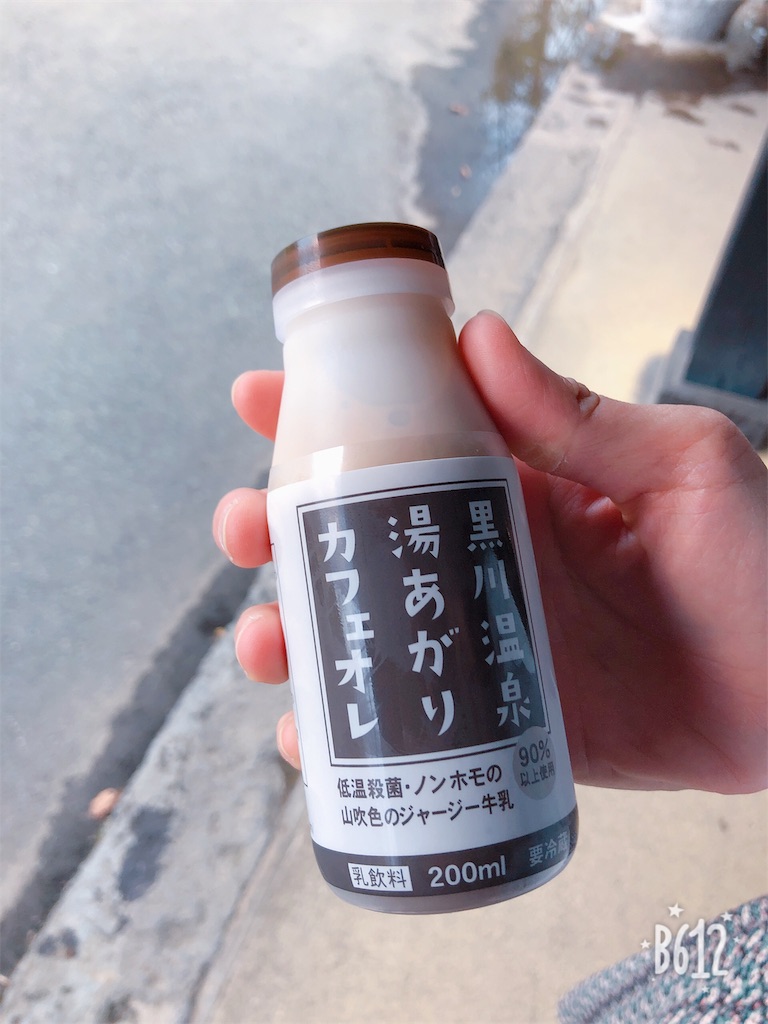 黒川温泉
湯あがり
カフェオレ
低温殺菌・ノンホモの
山吹色のジャージー牛乳
90%
以上使用
乳飲料 200ml 要冷蔵
B612